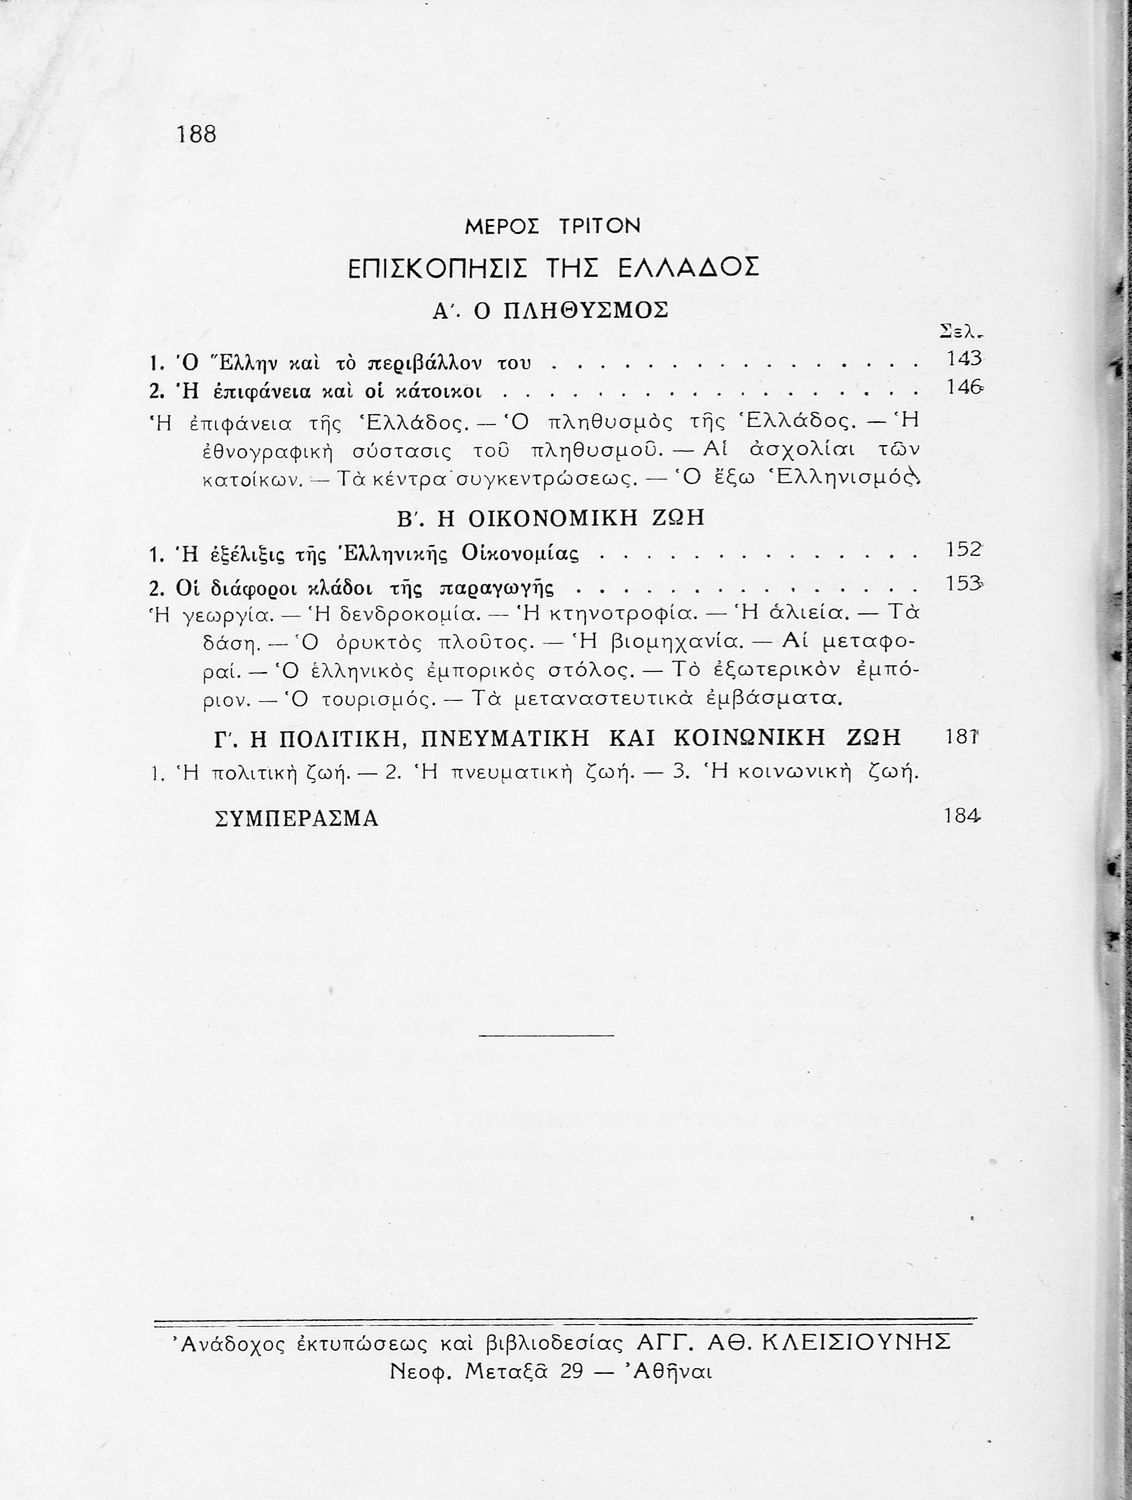 188
ΜΕΡΟΣ ΤΡΙΤΟΝ
ΕΠΙΣΚΟΠΗΣΙΣ ΤΗΣ ΕΛΛΑΔΟΣ
Α΄. Ο ΠΛΗΘΥΣΜΟΣ
Σελ.
1. Ὁ Ἕλλην καὶ τὸ περιβάλλον του . . . . . . . . . . . . . . . 143
2. Ἡ ἐπιφάνεια καὶ οἱ κάτοικοι . . . . . . . . . . . . . . . . . 146
Ἡ ἐπιφάνεια τῆς Ἑλλάδος. — Ὁ πληθυσμὸς τῆς Ἑλλάδος. — Ἡ
ἐθνογραφικὴ σύστασις τοῦ πληθυσμοῦ. — Αἱ ἀσχολίαι τῶν
κατοίκων. — Τὰ κέντρα συγκεντρώσεως. — Ὁ ἔξω Ἑλληνισμός.
Β΄. Η ΟΙΚΟΝΟΜΙΚΗ ΖΩΗ
1. Ἡ ἐξέλιξις τῆς Ἑλληνικῆς Οἰκονομίας . . . . . . . . . . . . . 152
2. Οἱ διάφοροι κλάδοι τῆς παραγωγῆς . . . . . . . . . . . . . . 153
Ἡ γεωργία. — Ἡ δενδροκομία. — Ἡ κτηνοτροφία. — Ἡ ἁλιεία. — Τὰ
δάση. — Ὁ ὀρυκτὸς πλοῦτος. — Ἡ βιομηχανία. — Αἱ μεταφο-
ραί. — Ὁ ἑλληνικὸς ἐμπορικὸς στόλος. — Τὸ ἐξωτερικὸν ἐμπό-
ριον. — Ὁ τουρισμός. — Τὰ μεταναστευτικὰ ἐμβάσματα.
Γ΄. Η ΠΟΛΙΤΙΚΗ, ΠΝΕΥΜΑΤΙΚΗ ΚΑΙ ΚΟΙΝΩΝΙΚΗ ΖΩΗ 181
1. Ἡ πολιτικὴ ζωή. — 2. Ἡ πνευματικὴ ζωή. — 3. Ἡ κοινωνικὴ ζωή.
ΣΥΜΠΕΡΑΣΜΑ 184
Ἀνάδοχος ἐκτυπώσεως καὶ βιβλιοδεσίας ΑΓΓ. ΑΘ. ΚΛΕΙΣΙΟΥΝΗΣ
Νεοφ. Μεταξᾶ 29 — Ἀθῆναι